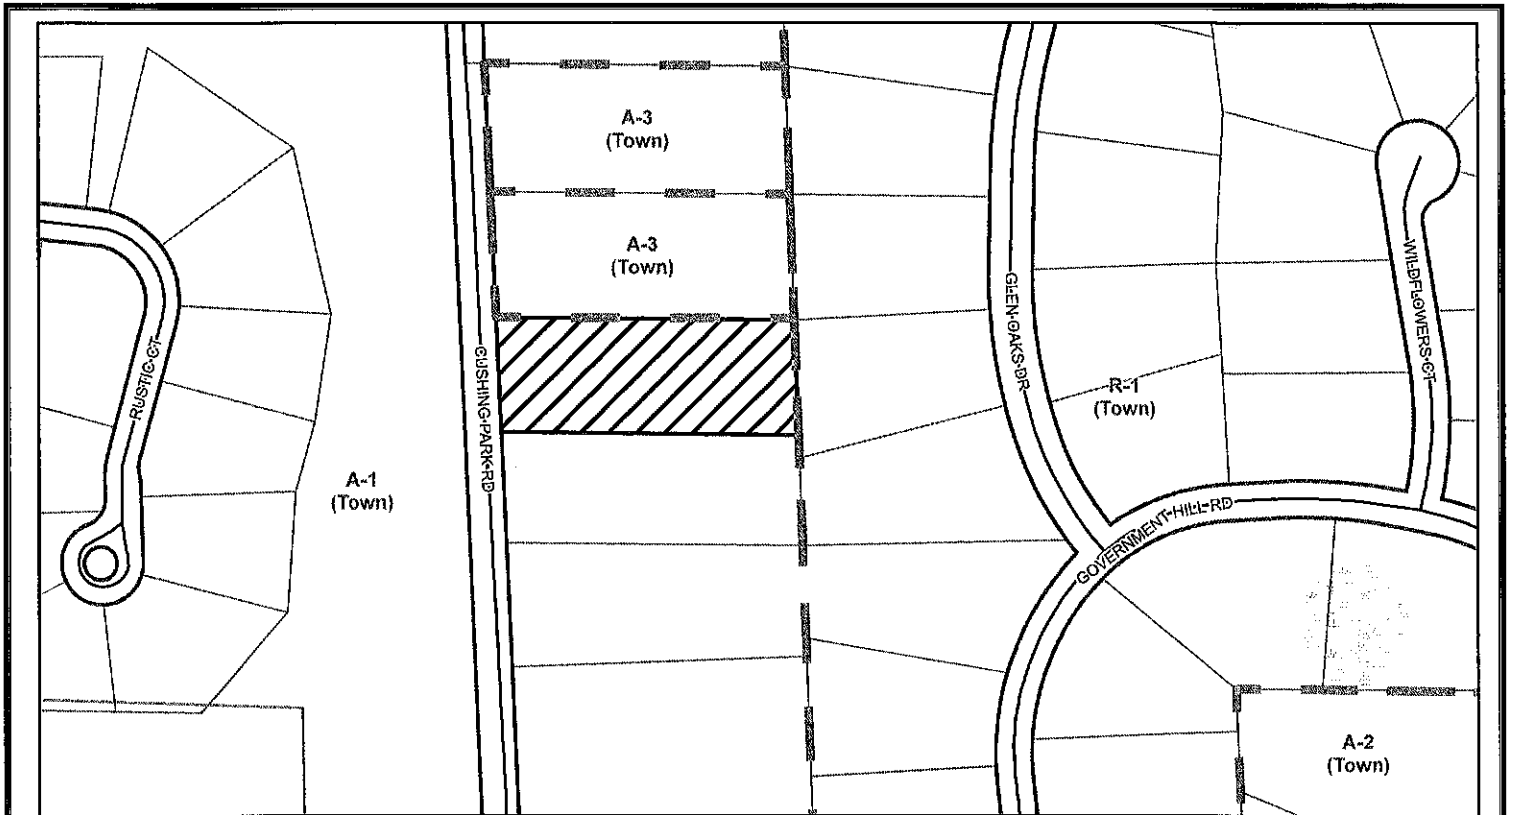 A-3
(Town)
A-3
(Town)
RUSTIC CT
CUSHING PARK RD
GLEN OAKS DR
WILDFLOWERS CT
R-1
(Town)
A-1
(Town)
GOVERNMENT HILL RD
A-2
(Town)